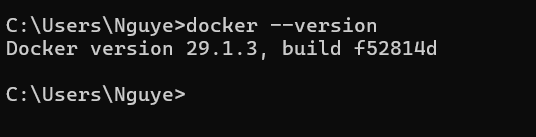 C:\Users\Nguye>docker --version
Docker version 29.1.3, build f52814d
C:\Users\Nguye>